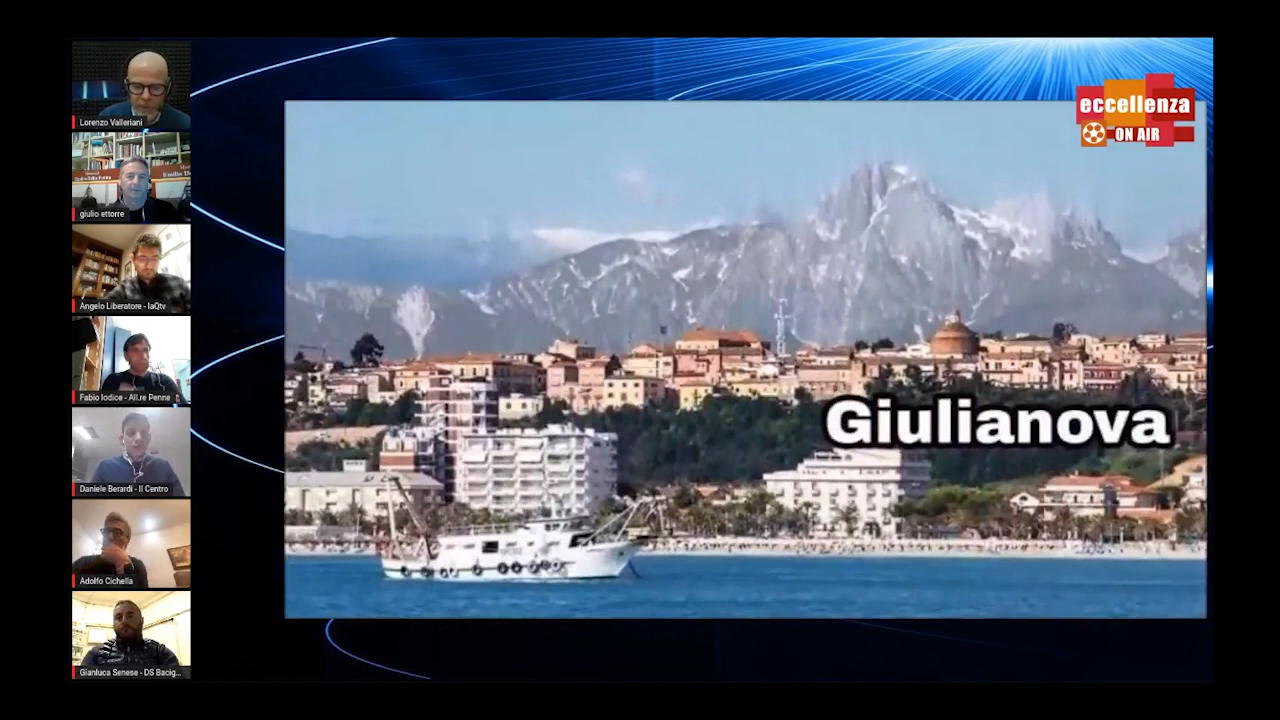 Lorenzo Valleriani
giulio ettorre
Angelo Liberatore - laQtv
Fabio Iodice - All.re Penne
Daniele Berardi - Il Centro
Adolfo Cichella
Gianluca Senese - DS Bacig...
eccellenza
ON AIR
Giulianova